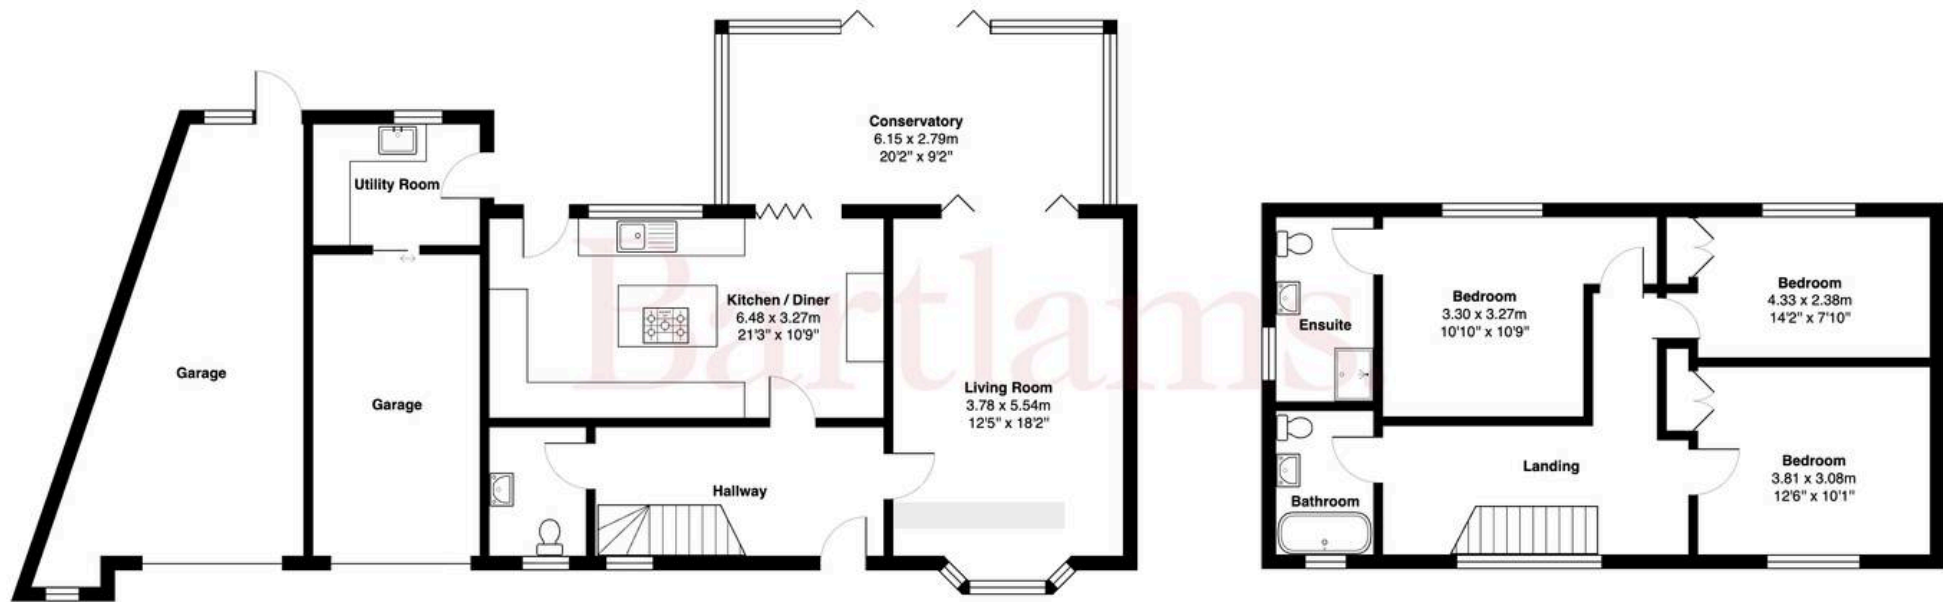 Conservatory
6.15 x 2.79m
20'2" x 9'2"
Utility Room
Kitchen / Diner
6.48 x 3.27m
21'3" x 10'9"
Garage
Garage
Living Room
3.78 x 5.54m
12'5" x 18'2"
Hallway
Bartlams.
Ensuite
Bedroom
3.30 x 3.27m
10'10" x 10'9"
Bedroom
4.33 x 2.38m
14'2" x 7'10"
Landing
Bedroom
3.81 x 3.08m
12'6" x 10'1"
Bathroom